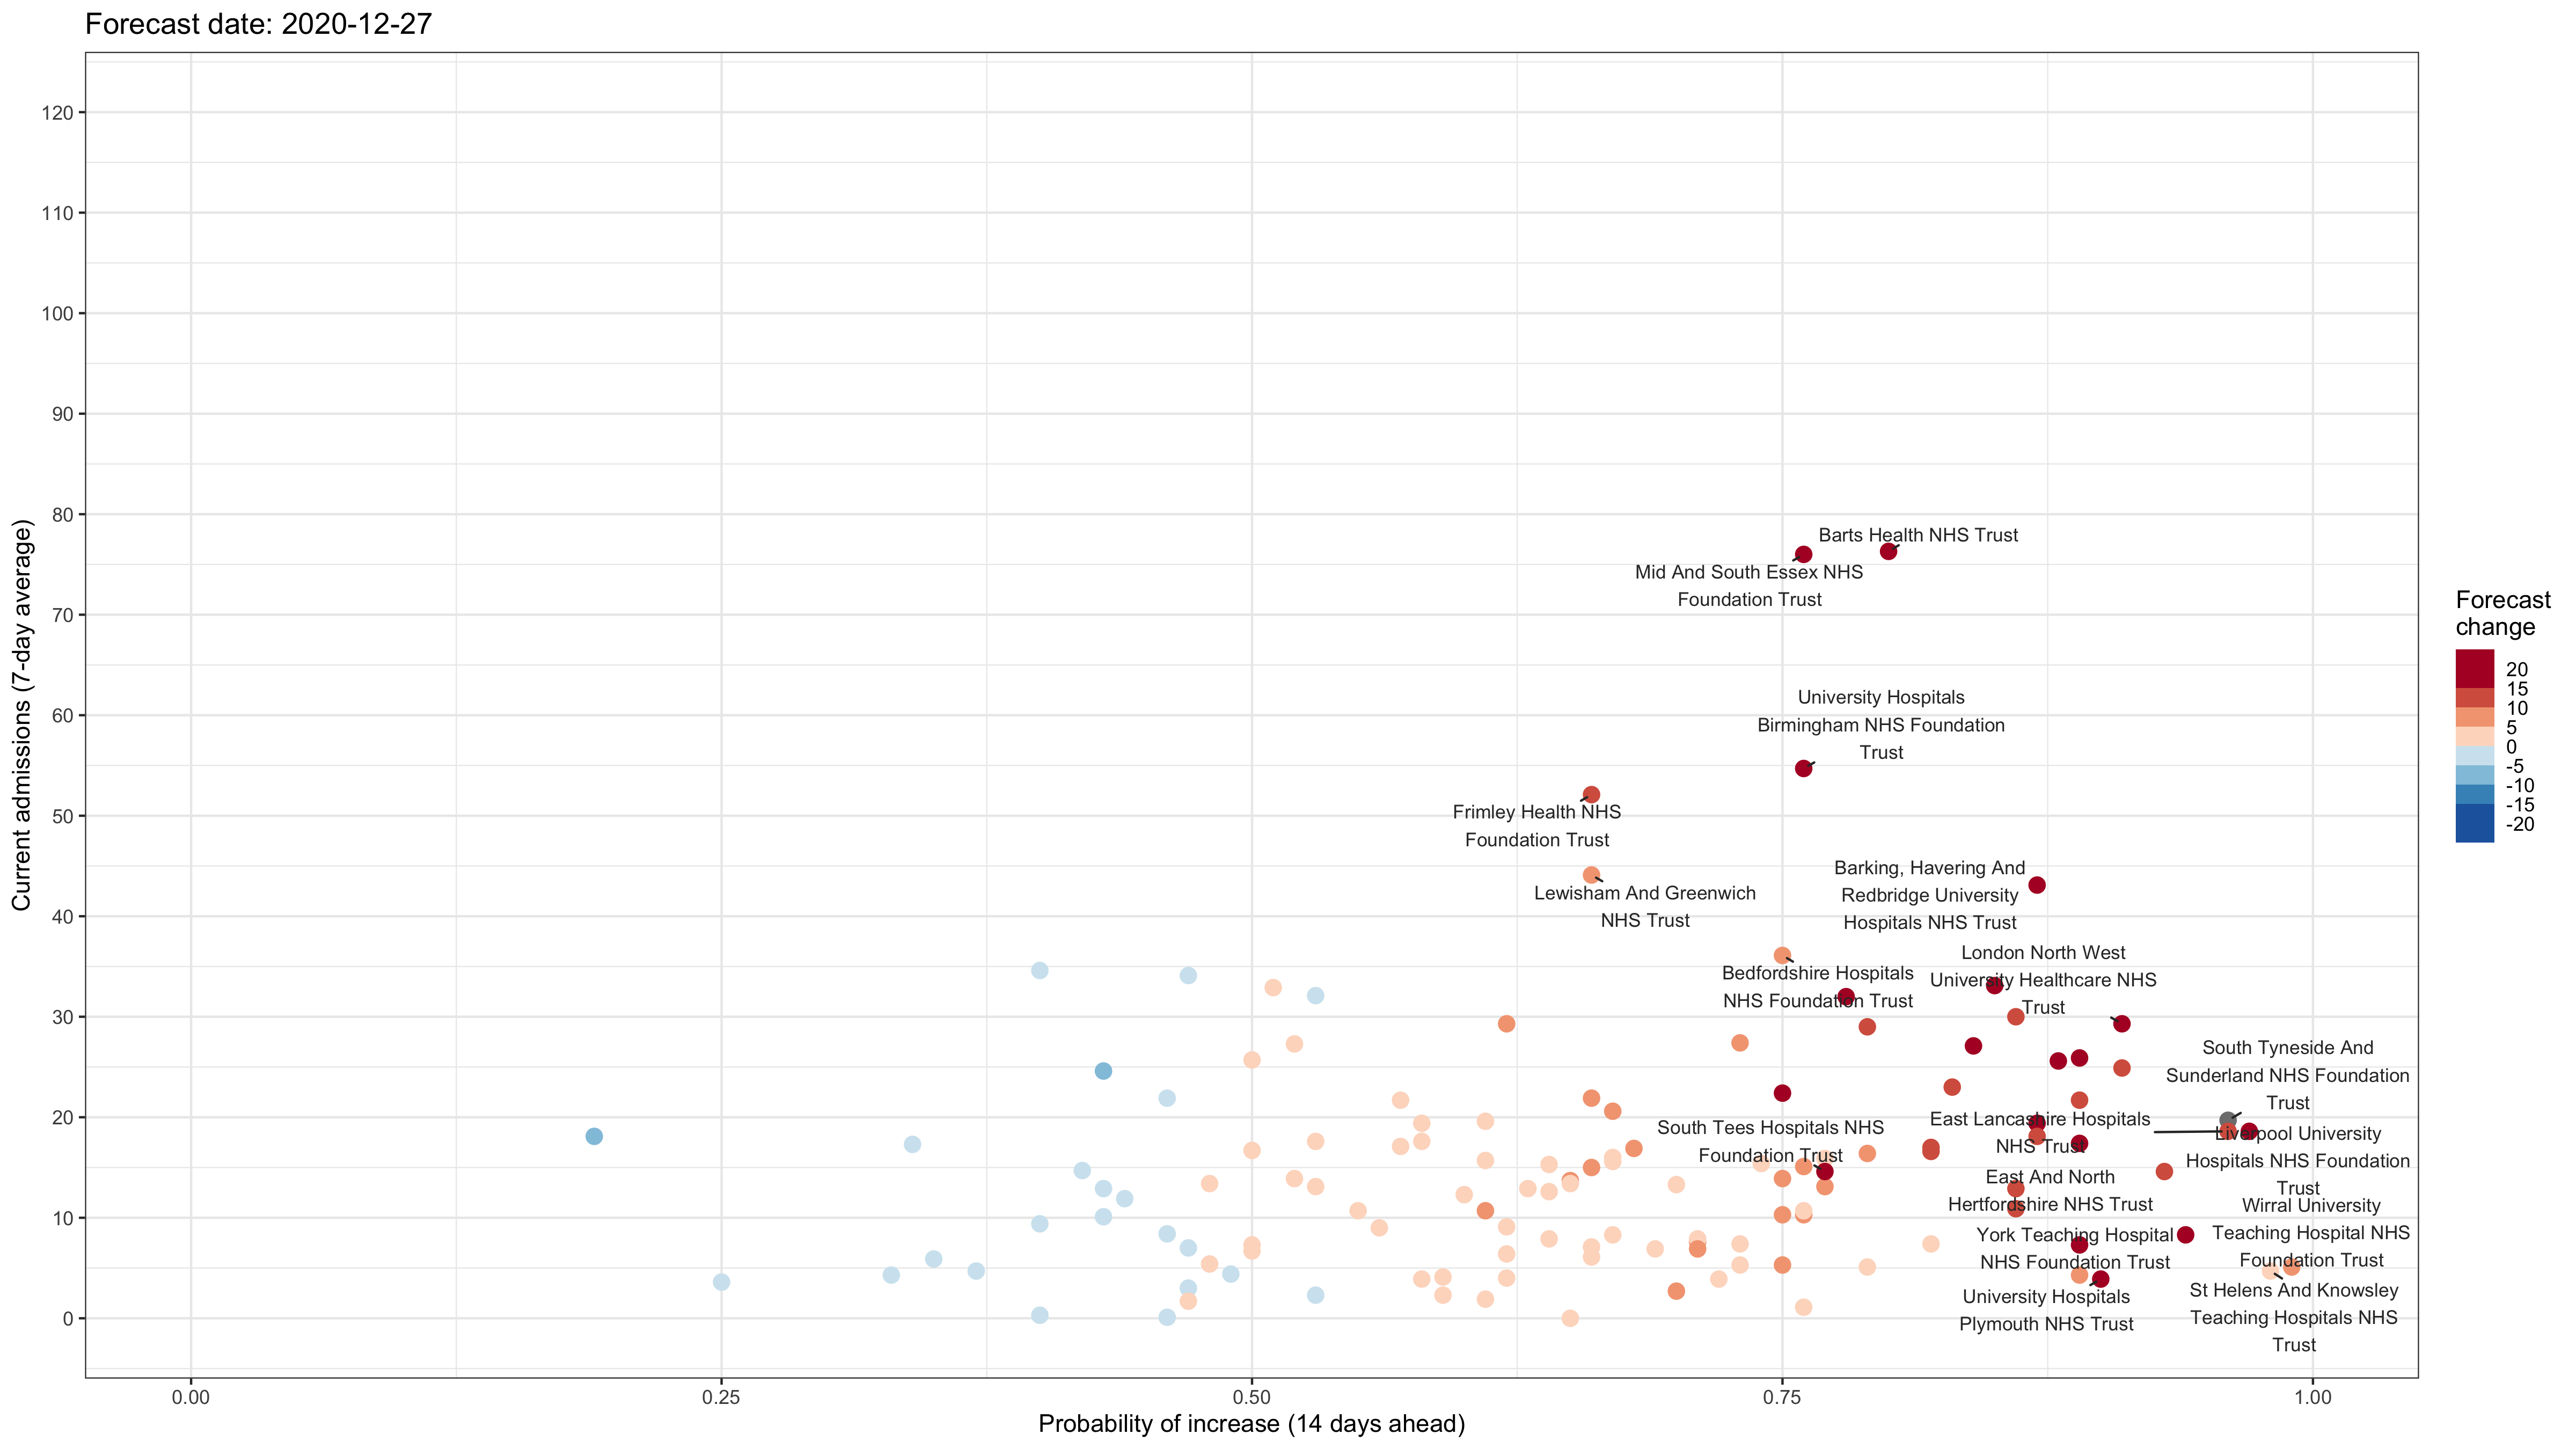 Forecast date: 2020-12-27
120
110
100
90
80
70
60
50
40
30
20
10
0
Current admissions (7-day average)
Barts Health NHS Trust
Mid And South Essex NHS
Foundation Trust
University Hospitals
Birmingham NHS Foundation
Trust
Frimley Health NHS
Foundation Trust
Lewisham And Greenwich
NHS Trust
Barking, Havering And
Redbridge University
Hospitals NHS Trust
Bedfordshire Hospitals
NHS Foundation Trust
London North West
University Healthcare NHS
Trust
South Tyneside And
Sunderland NHS Foundation
Trust
South Tees Hospitals NHS
Foundation Trust
East Lancashire Hospitals
NHS Trust
Liverpool University
Hospitals NHS Foundation
Trust
East And North
Hertfordshire NHS Trust
Wirral University
Teaching Hospital NHS
Foundation Trust
York Teaching Hospital
NHS Foundation Trust
University Hospitals
Plymouth NHS Trust
St Helens And Knowsley
Teaching Hospitals NHS
Trust
0.00
0.25
0.50
0.75
1.00
Probability of increase (14 days ahead)
Forecast
change
20
15
10
5
0
-5
-10
-15
-20